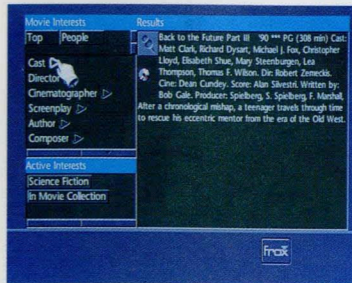 Movie Interests
Top People
Cast
Director
Cinematographer
Screenplay
Author
Composer
Active Interests
Science Fiction
In Movie Collection
Results
Back to the Future Part III '90 *** PG (308 min) Cast:
Matt Clark, Richard Dysart, Michael J. Fox, Christopher
Lloyd, Elisabeth Shue, Mary Steenburgen, Lea
Thompson, Thomas F. Wilson. Dir: Robert Zemeckis.
Cine: Dean Cundey. Score: Alan Silvestri. Written by:
Bob Gale. Producer: Spielberg, S. Spielberg, F. Marshall,
After a chronological mishap, a teenager travels through time
to rescue his eccentric mentor from the era of the Old West.
frox